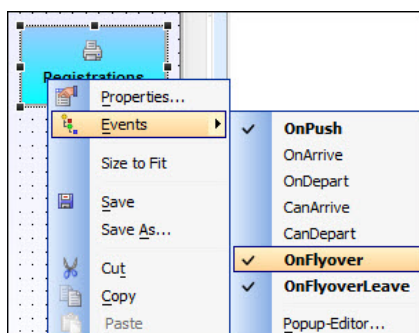 Registrations
Properties...
Events
Size to Fit
Save
Save As...
Cut
Copy
Paste
OnPush
OnArrive
OnDepart
CanArrive
CanDepart
OnFlyover
OnFlyoverLeave
Popup-Editor...